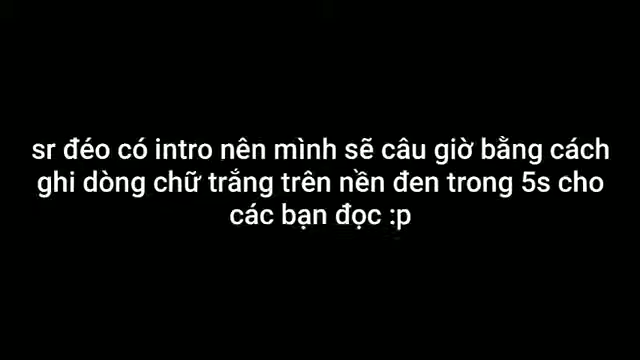 sr đéo có intro nên mình sẽ câu giờ bằng cách
ghi dòng chữ trắng trên nền đen trong 5s cho
các bạn đọc :p